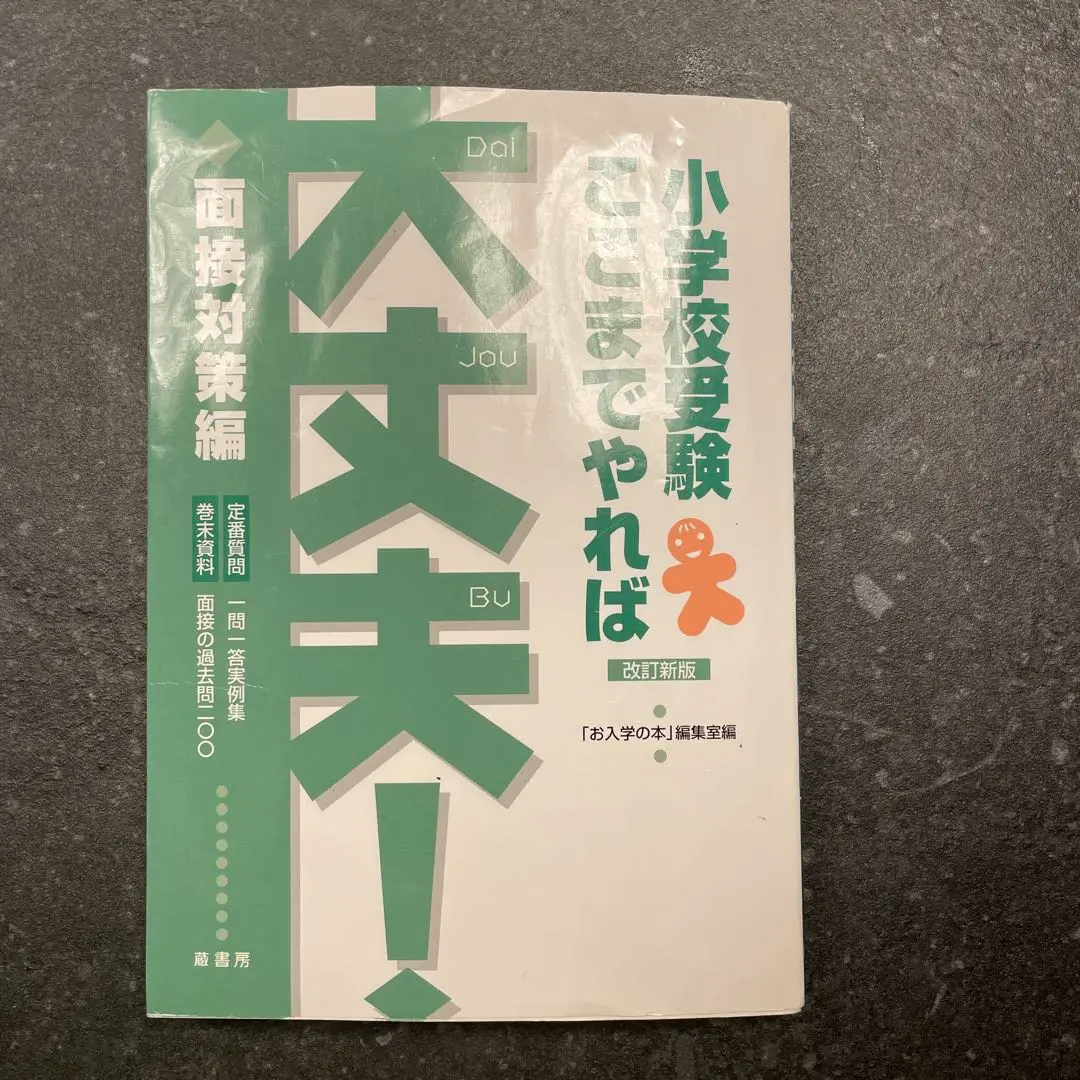 小学校受験
ここまでやれば
大丈夫!
Dai
Jou
Bu
改訂新版
「お入学の本」編集室編
面接対策編
定番質問 一問一答実例集
巻末資料 面接の過去問二〇〇
蔵書房